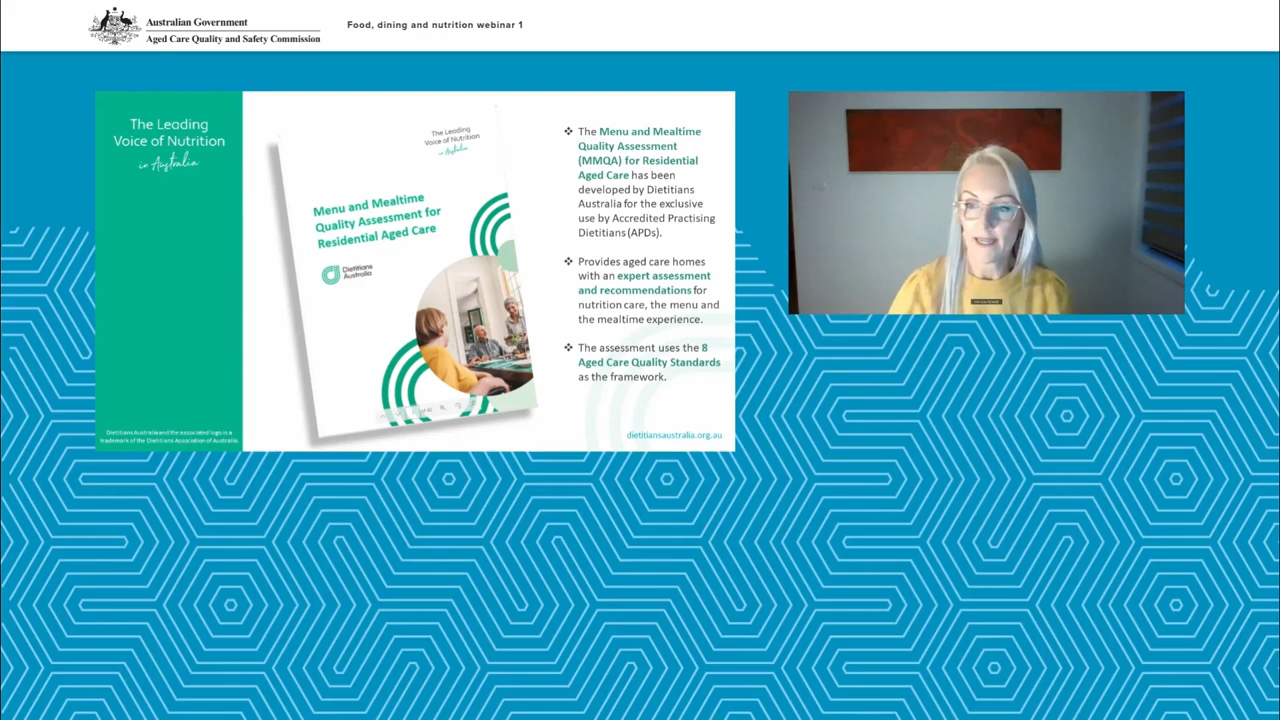 Australian Government
Aged Care Quality and Safety Commission
Food, dining and nutrition webinar 1
The Leading
Voice of Nutrition
in Australia
Dietitians Australia and the associated logo is a
trademark of the Dietitians Association of Australia.
The Leading
Voice of Nutrition
in Australia
Menu and Mealtime
Quality Assessment for
Residential Aged Care
Dietitians
Australia
❖ The Menu and Mealtime
Quality Assessment
(MMQA) for Residential
Aged Care has been
developed by Dietitians
Australia for the exclusive
use by Accredited Practising
Dietitians (APDs).
❖ Provides aged care homes
with an expert assessment
and recommendations for
nutrition care, the menu and
the mealtime experience.
❖ The assessment uses the 8
Aged Care Quality Standards
as the framework.
dietitiansaustralia.org.au